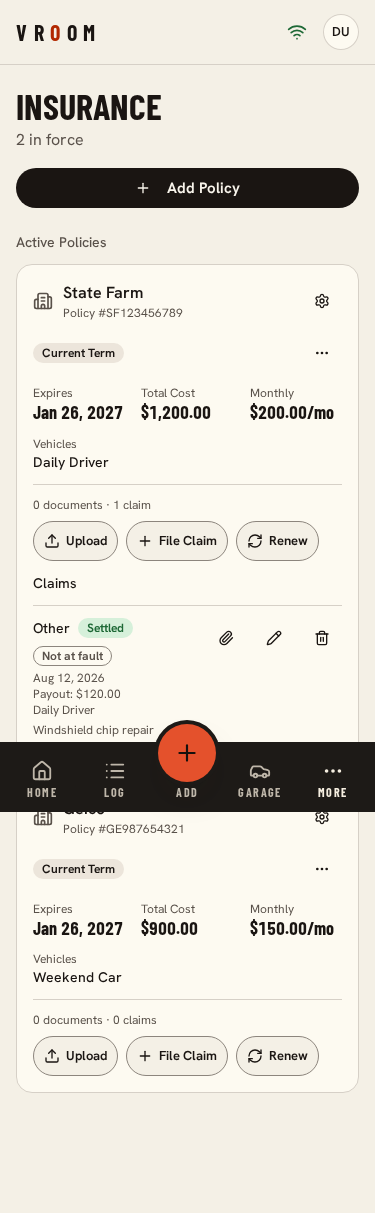 VROOM
DU
INSURANCE
2 in force
Add Policy
Active Policies
State Farm
Policy #SF123456789
Current Term
Expires Total Cost Monthly
Jan 26, 2027 $1,200.00 $200.00/mo
Vehicles
Daily Driver
0 documents · 1 claim
Upload File Claim Renew
Claims
Other Settled
Not at fault
Aug 12, 2026
Payout: $120.00
Daily Driver
Windshield chip repair
HOME LOG ADD GARAGE MORE
Policy #GE987654321
Current Term
Expires Total Cost Monthly
Jan 26, 2027 $900.00 $150.00/mo
Vehicles
Weekend Car
0 documents · 0 claims
Upload File Claim Renew